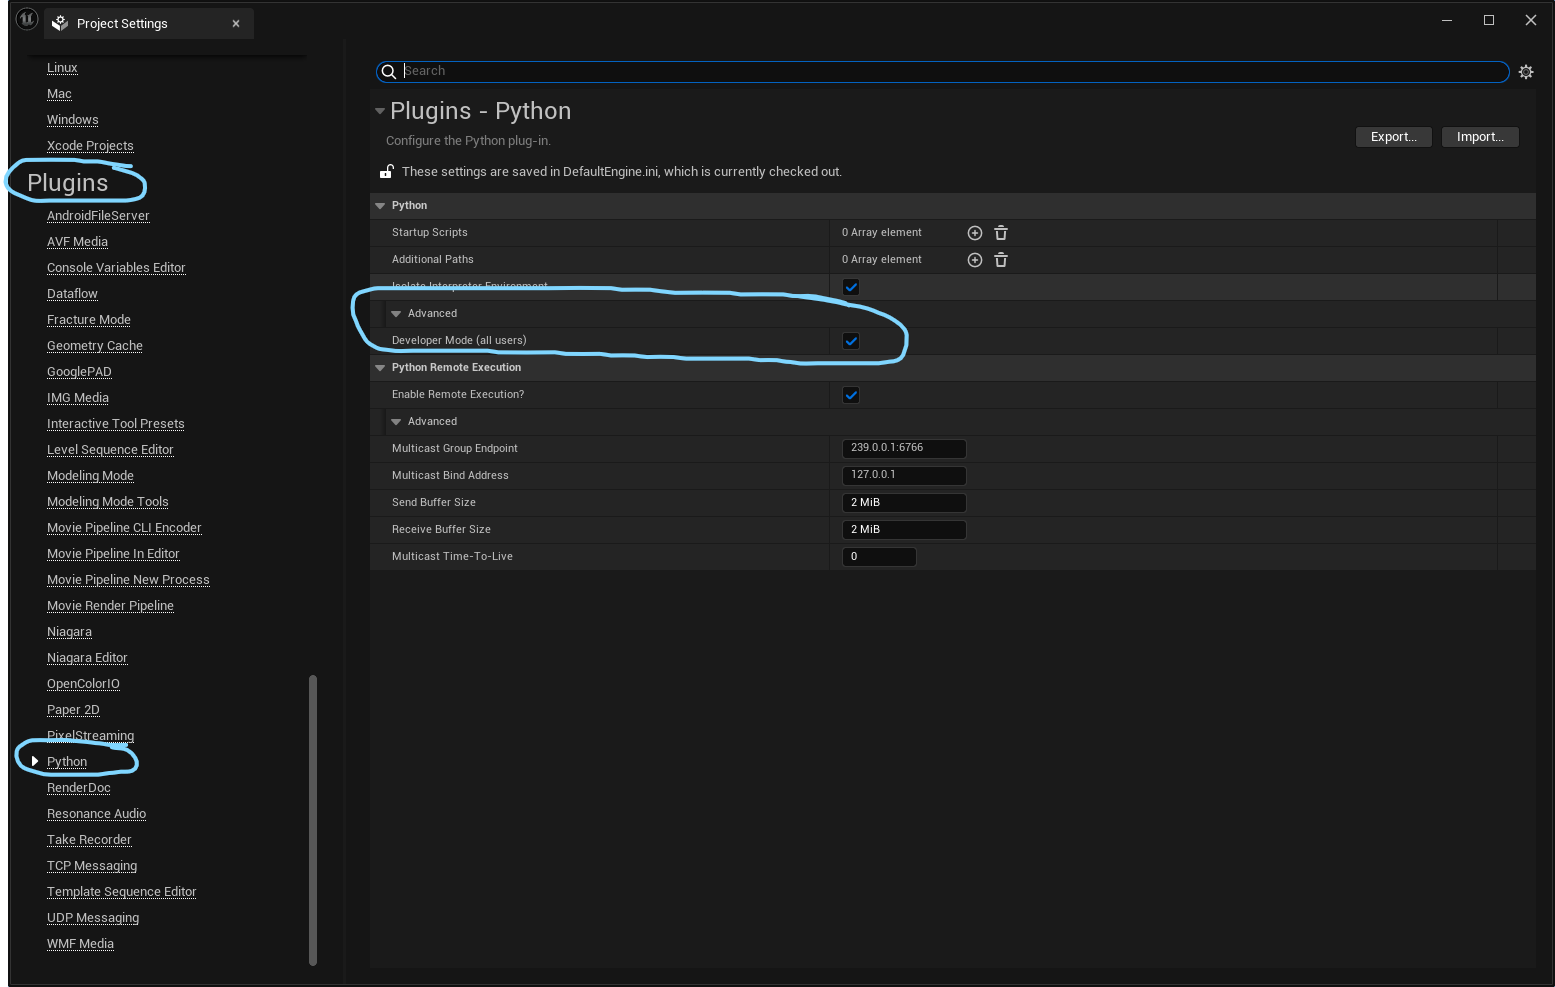 Project Settings
Linux
Mac
Windows
Xcode Projects
Plugins
AndroidFileServer
AVF Media
Console Variables Editor
Dataflow
Fracture Mode
Geometry Cache
GooglePAD
IMG Media
Interactive Tool Presets
Level Sequence Editor
Modeling Mode
Modeling Mode Tools
Movie Pipeline CLI Encoder
Movie Pipeline In Editor
Movie Pipeline New Process
Movie Render Pipeline
Niagara
Niagara Editor
OpenColorIO
Paper 2D
PixelStreaming
Python
RenderDoc
Resonance Audio
Take Recorder
TCP Messaging
Template Sequence Editor
UDP Messaging
WMF Media
Search
Plugins - Python
Configure the Python plug-in.
Export... Import...
These settings are saved in DefaultEngine.ini, which is currently checked out.
Python
Startup Scripts 0 Array element
Additional Paths 0 Array element
Isolate Interpreter Environment
Advanced
Developer Mode (all users)
Python Remote Execution
Enable Remote Execution?
Advanced
Multicast Group Endpoint 239.0.0.1:6766
Multicast Bind Address 127.0.0.1
Send Buffer Size 2 MiB
Receive Buffer Size 2 MiB
Multicast Time-To-Live 0